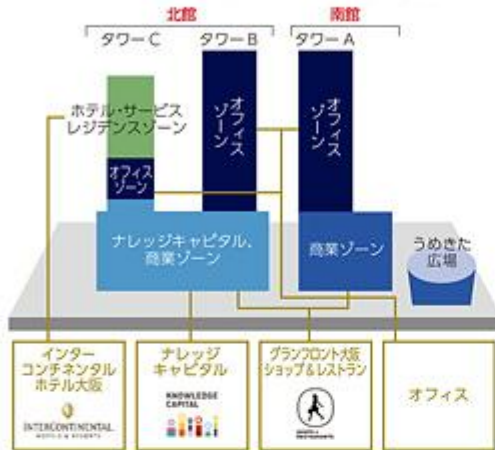 北館
南館
タワーC
タワーB
タワーA
ホテル・サービス
レジデンスゾーン
オフィス
ゾーン
オフィス
ゾーン
オフィス
ゾーン
ナレッジキャピタル、
商業ゾーン
商業ゾーン
うめきた
広場
インター
コンチネンタル
ホテル大阪
INTERCONTINENTAL
HOTELS & RESORTS
ナレッジ
キャピタル
KNOWLEDGE
CAPITAL
グランフロント大阪
ショップ&レストラン
オフィス